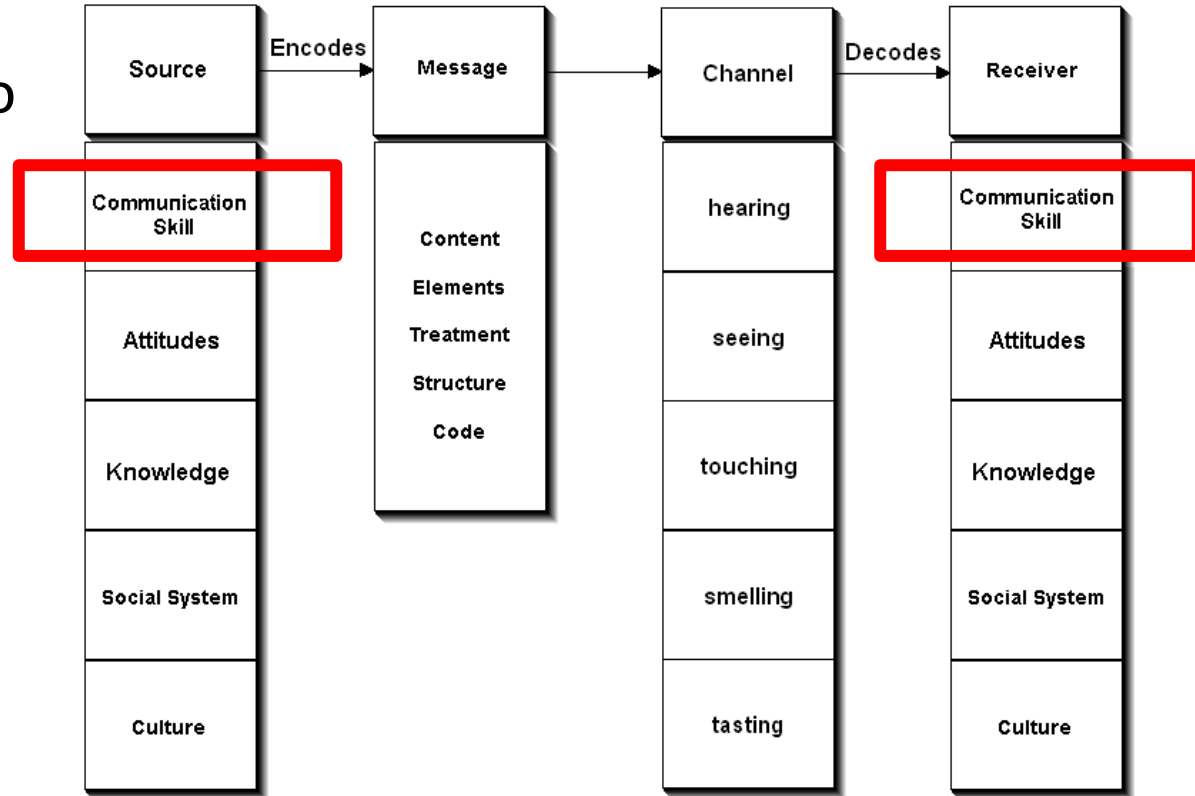 Source
Encodes
Message
Channel
Decodes
Receiver
Communication
Skill
Attitudes
Knowledge
Social System
Culture
Content
Elements
Treatment
Structure
Code
hearing
seeing
touching
smelling
tasting
Communication
Skill
Attitudes
Knowledge
Social System
Culture